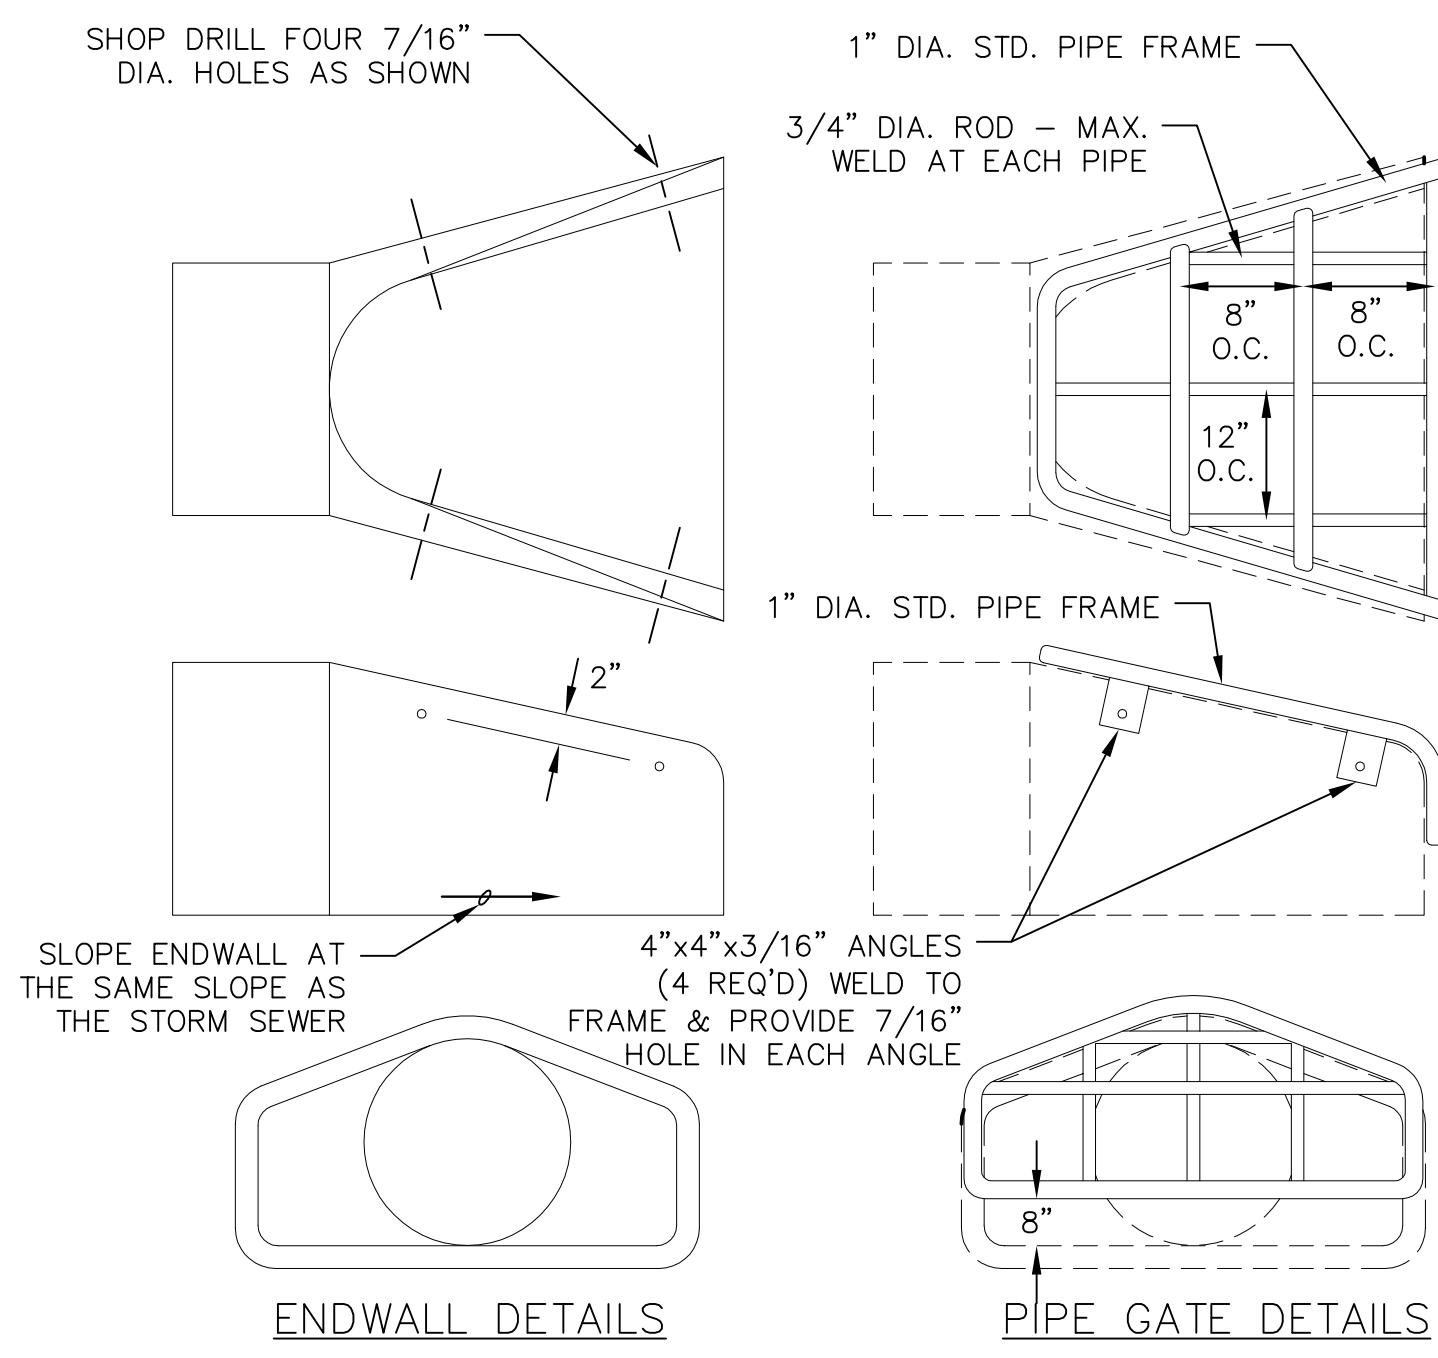 SHOP DRILL FOUR 7/16”
DIA. HOLES AS SHOWN
1” DIA. STD. PIPE FRAME
3/4” DIA. ROD – MAX.
WELD AT EACH PIPE
8”
O.C.
8”
O.C.
12”
O.C.
1” DIA. STD. PIPE FRAME
2”
SLOPE ENDWALL AT
THE SAME SLOPE AS
THE STORM SEWER
4”x4”x3/16” ANGLES
(4 REQ'D) WELD TO
FRAME & PROVIDE 7/16”
HOLE IN EACH ANGLE
8”
ENDWALL DETAILS
PIPE GATE DETAILS